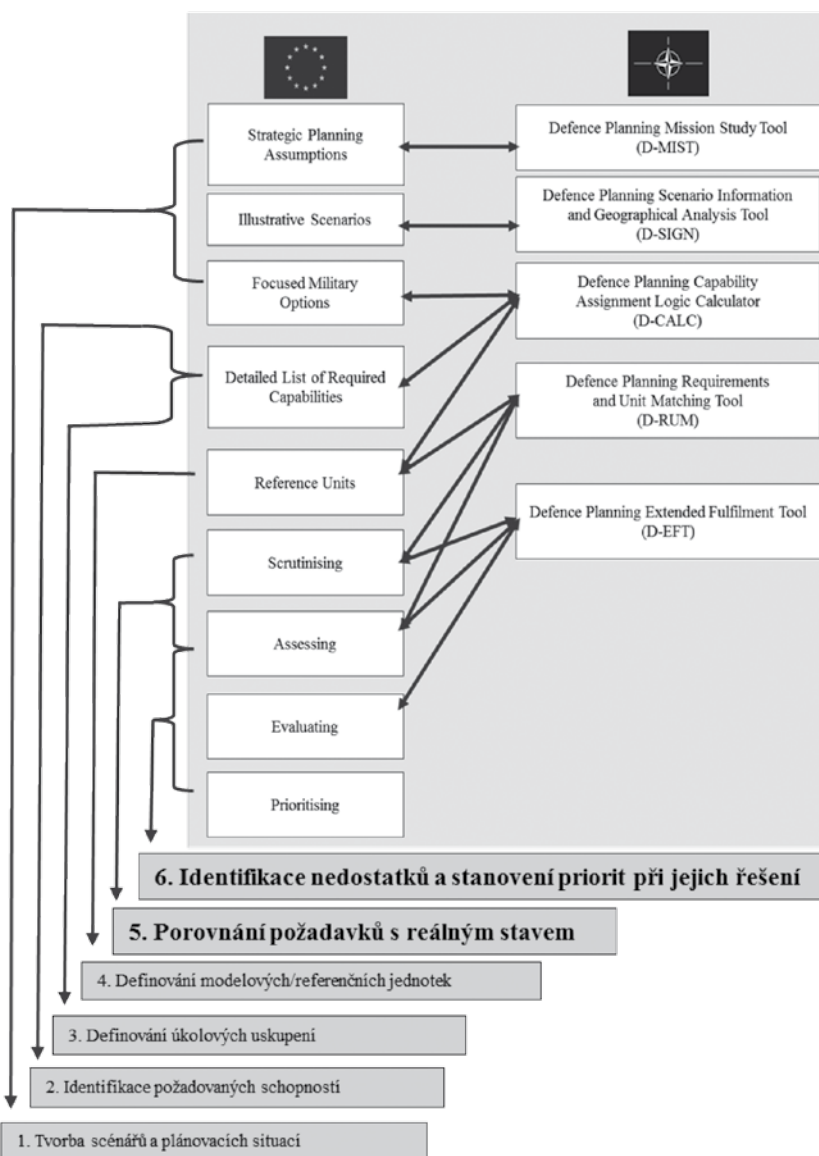 Strategic Planning
Assumptions
Defence Planning Mission Study Tool
(D-MIST)
Illustrative Scenarios
Defence Planning Scenario Information
and Geographical Analysis Tool
(D-SIGN)
Focused Military
Options
Defence Planning Capability
Assignment Logic Calculator
(D-CALC)
Detailed List of Required
Capabilities
Defence Planning Requirements
and Unit Matching Tool
(D-RUM)
Reference Units
Defence Planning Extended Fulfilment Tool
(D-EFT)
Scrutinising
Assessing
Evaluating
Prioritising
6. Identifikace nedostatků a stanovení priorit při jejich řešení
5. Porovnání požadavků s reálným stavem
4. Definování modelových/referenčních jednotek
3. Definování úkolových uskupení
2. Identifikace požadovaných schopností
1. Tvorba scénářů a plánovacích situací